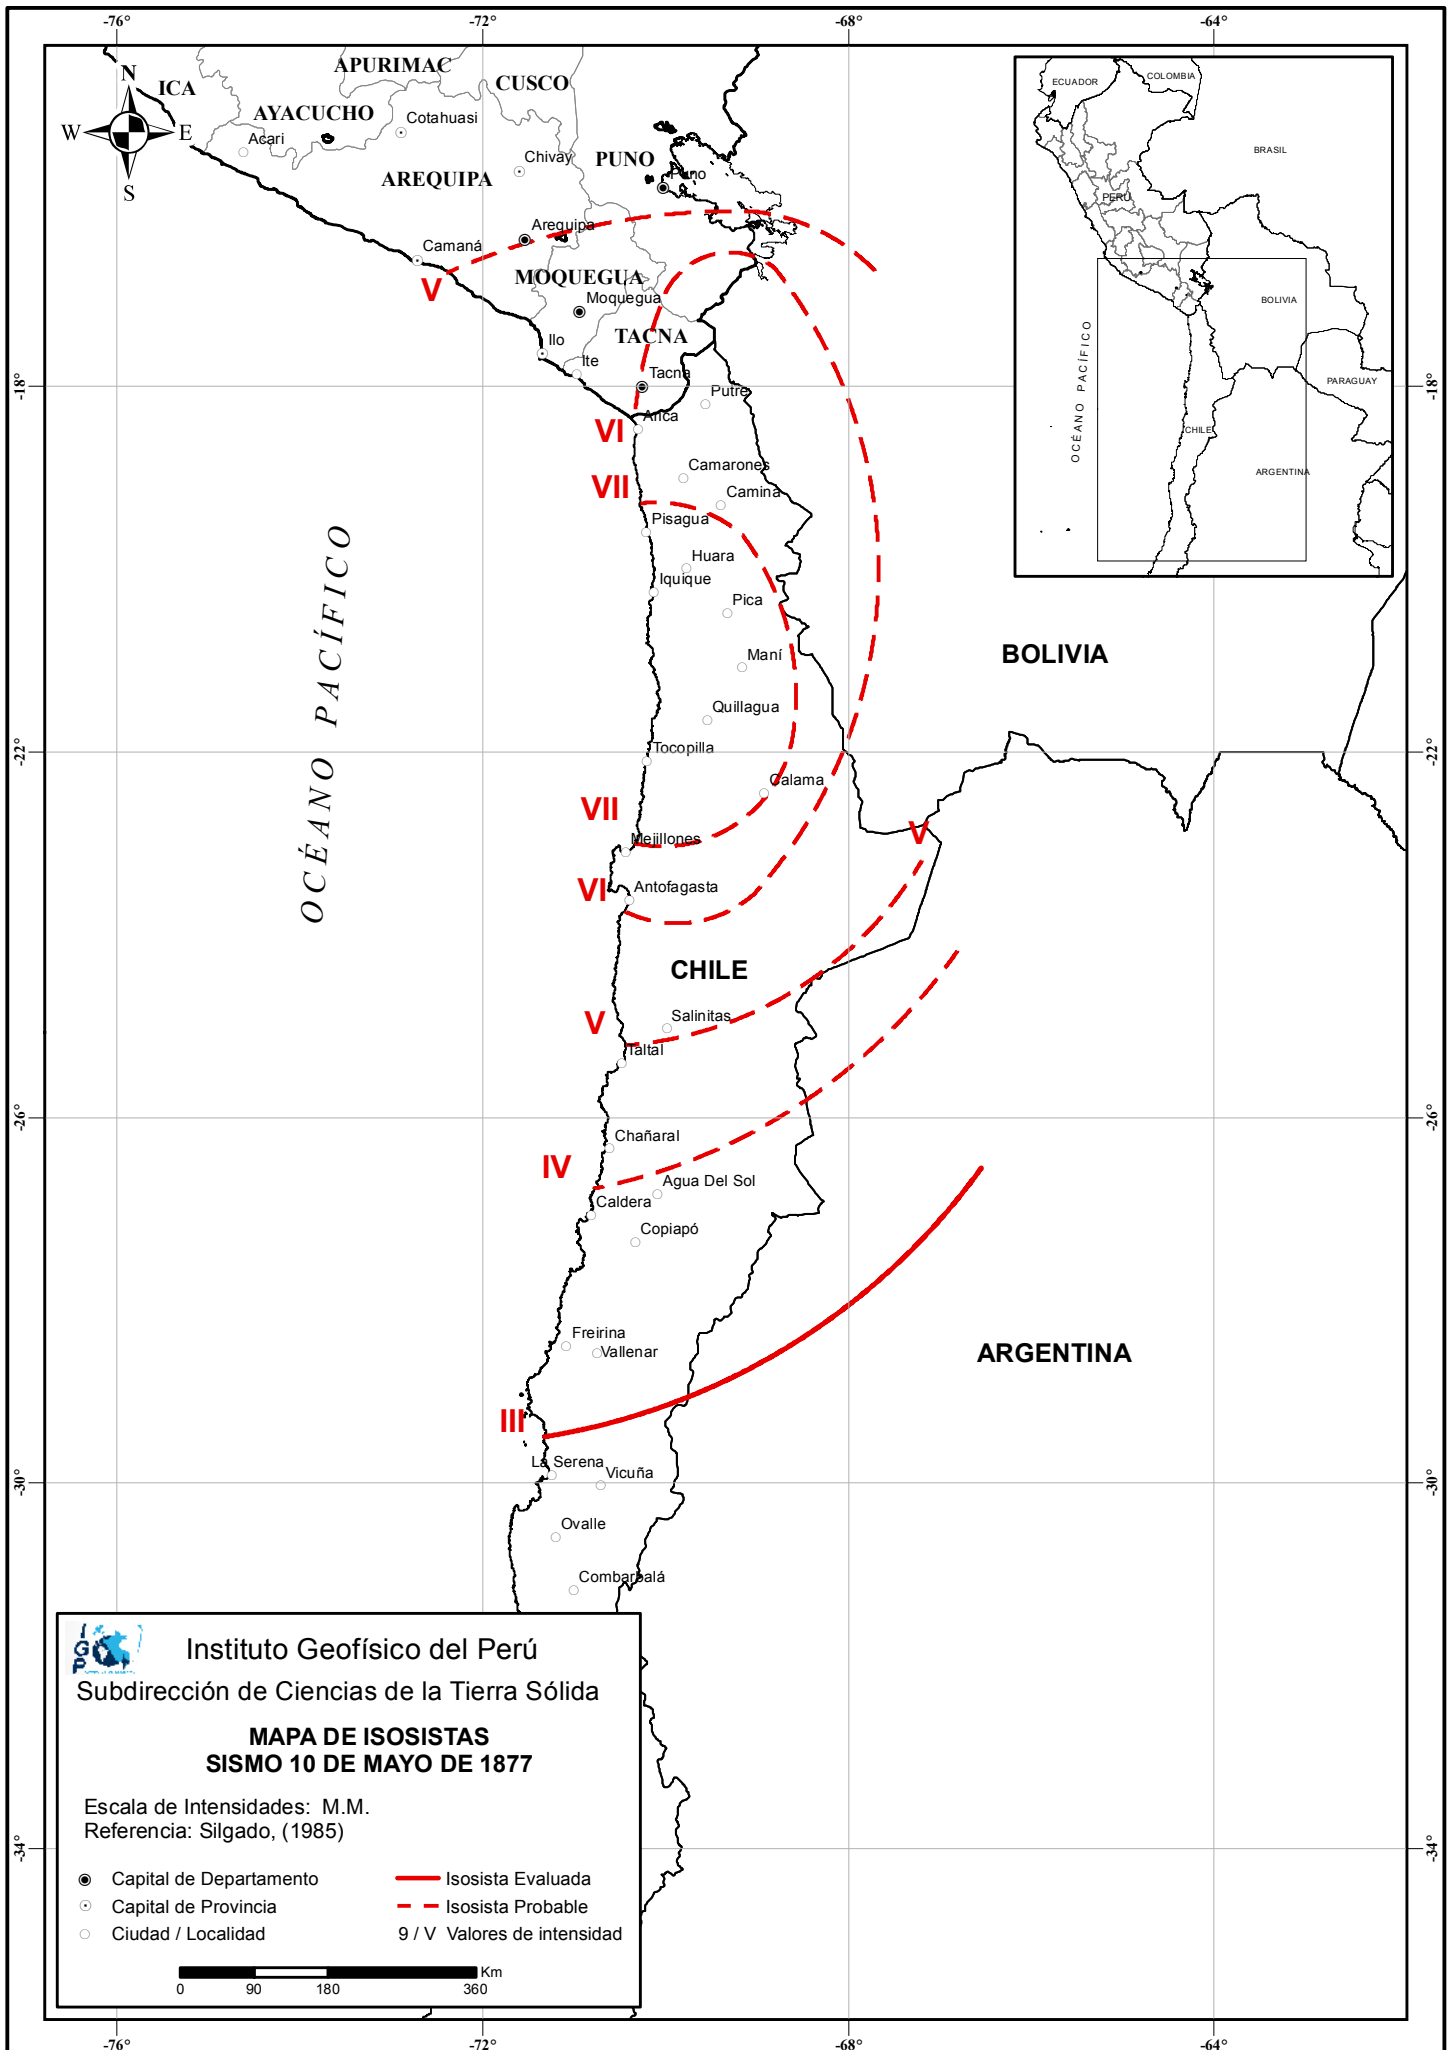 -76°
-72°
-68°
-64°
N
W
E
S
ICA
APURIMAC
CUSCO
AYACUCHO
Cotahuasi
Acari
Chivay
AREQUIPA
PUNO
Puno
Arequipa
Camaná
V
MOQUEGUA
Moquegua
TACNA
Ilo
Ite
Tacna
Putre
-18°
-18°
Arica
VI
Camarones
VII
Camina
Pisagua
Huara
Iquique
Pica
Maní
BOLIVIA
Quillagua
Tocopilla
-22°
-22°
Calama
VII
Mejillones
V
VI
Antofagasta
OCÉANO PACÍFICO
CHILE
V
Salinitas
Taltal
-26°
-26°
Chañaral
IV
Agua Del Sol
Caldera
Copiapó
Freirina
Vallenar
ARGENTINA
III
La Serena
Vicuña
-30°
-30°
Ovalle
Combarbalá
ECUADOR
COLOMBIA
BRASIL
PERÚ
BOLIVIA
OCÉANO PACÍFICO
PARAGUAY
CHILE
ARGENTINA
IGP
Instituto Geofísico del Perú
Subdirección de Ciencias de la Tierra Sólida
MAPA DE ISOSISTAS
SISMO 10 DE MAYO DE 1877
Escala de Intensidades: M.M.
Referencia: Silgado, (1985)
Capital de Departamento
Isosista Evaluada
Capital de Provincia
Isosista Probable
Ciudad / Localidad
9 / V Valores de intensidad
Km
0 90 180 360
-34°
-34°
-76°
-72°
-68°
-64°